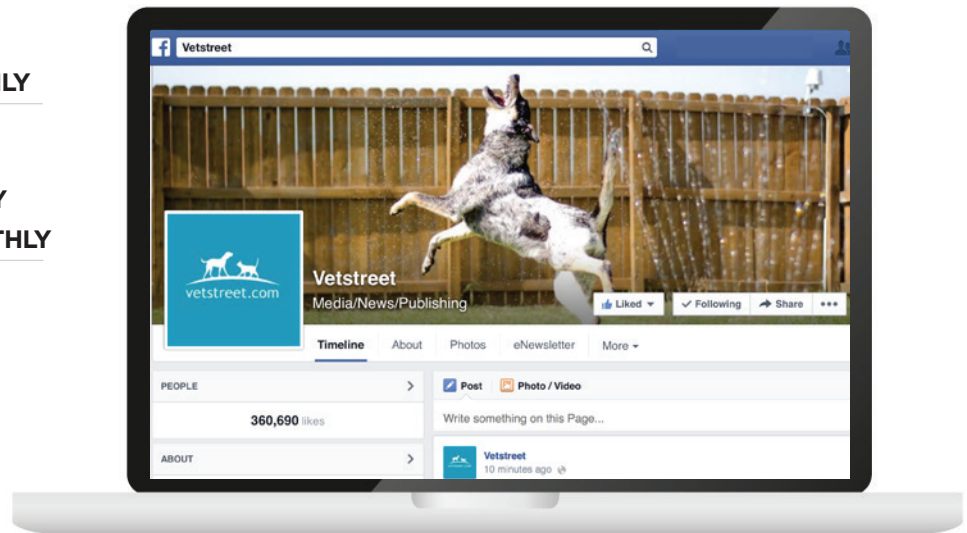 HLY
Y
THLY
f Vetstreet
vetstreet.com
Vetstreet
Media/News/Publishing
Liked Following Share
Timeline About Photos eNewsletter More
PEOPLE
360,690 likes
ABOUT
Post Photo / Video
Write something on this Page...
Vetstreet
10 minutes ago